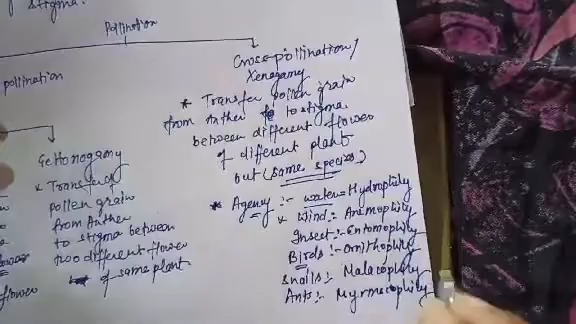 stigma.
Pollination
pollination
Cross-pollination/
Xenogamy
* Transfer pollen grain
from Anther to stigma
between different flower
of different plant
but (same species)
* Agency :- water = Hydrophily
* Wind :- Anemophily
Insect :- Entomophily
Birds :- Ornithophily
Snails :- Malacophily
Ants :- Myrmecophily
Geitonogamy
* Transfer of
pollen grain
from Anther
to stigma between
two different flower
of same plant
flower